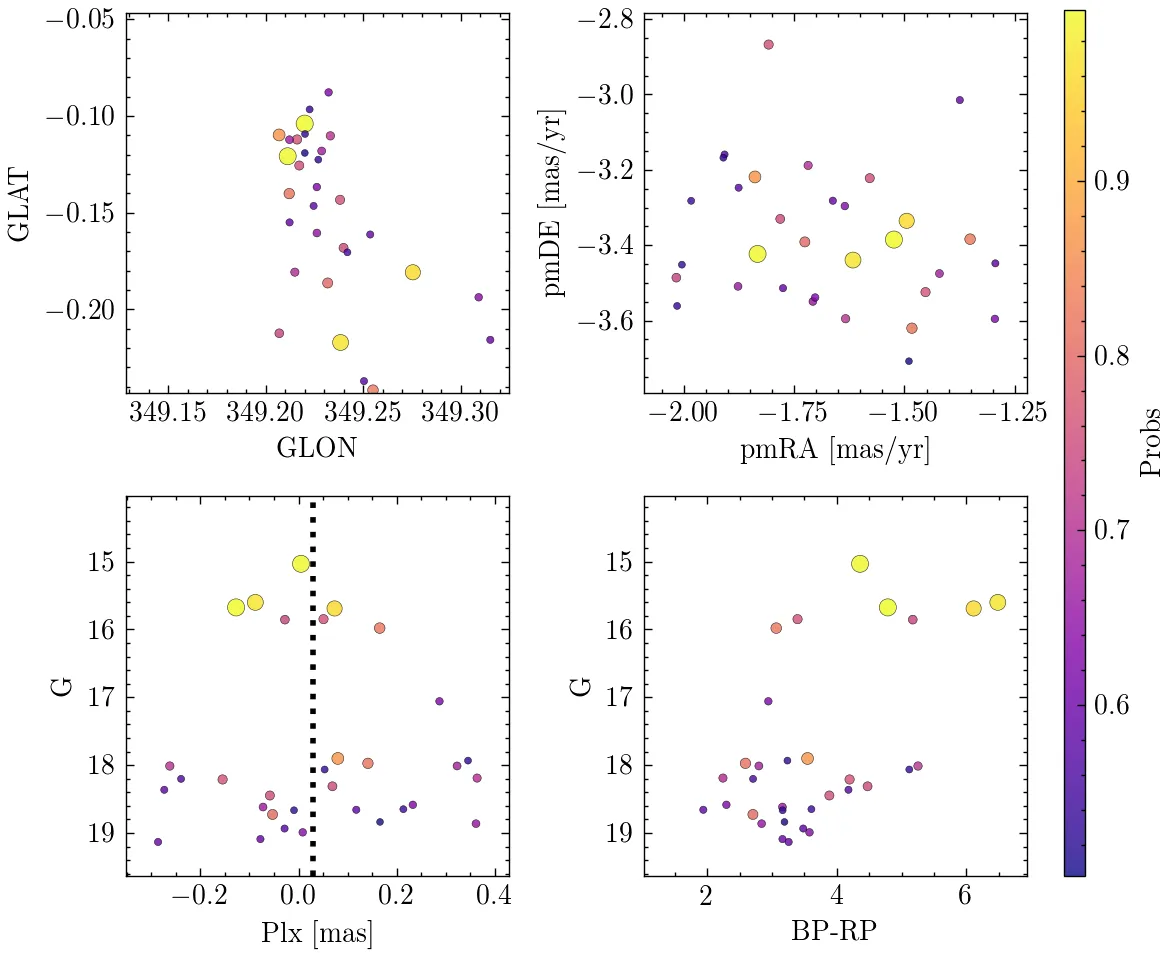 −0.05
−0.10
−0.15
−0.20
GLAT
349.15 349.20 349.25 349.30
GLON
−2.8
−3.0
−3.2
−3.4
−3.6
pmDE [mas/yr]
−2.00 −1.75 −1.50 −1.25
pmRA [mas/yr]
0.9
0.8
0.7
0.6
Probs
15
16
17
18
19
G
−0.2 0.0 0.2 0.4
Plx [mas]
15
16
17
18
19
G
2 4 6
BP-RP